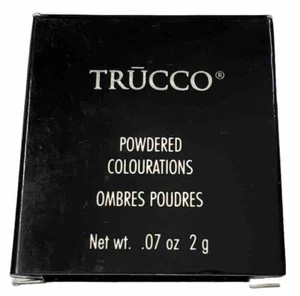 TRŪCCO®
POWDERED
COLOURATIONS
OMBRES POUDRES
Net wt. .07 oz 2 g